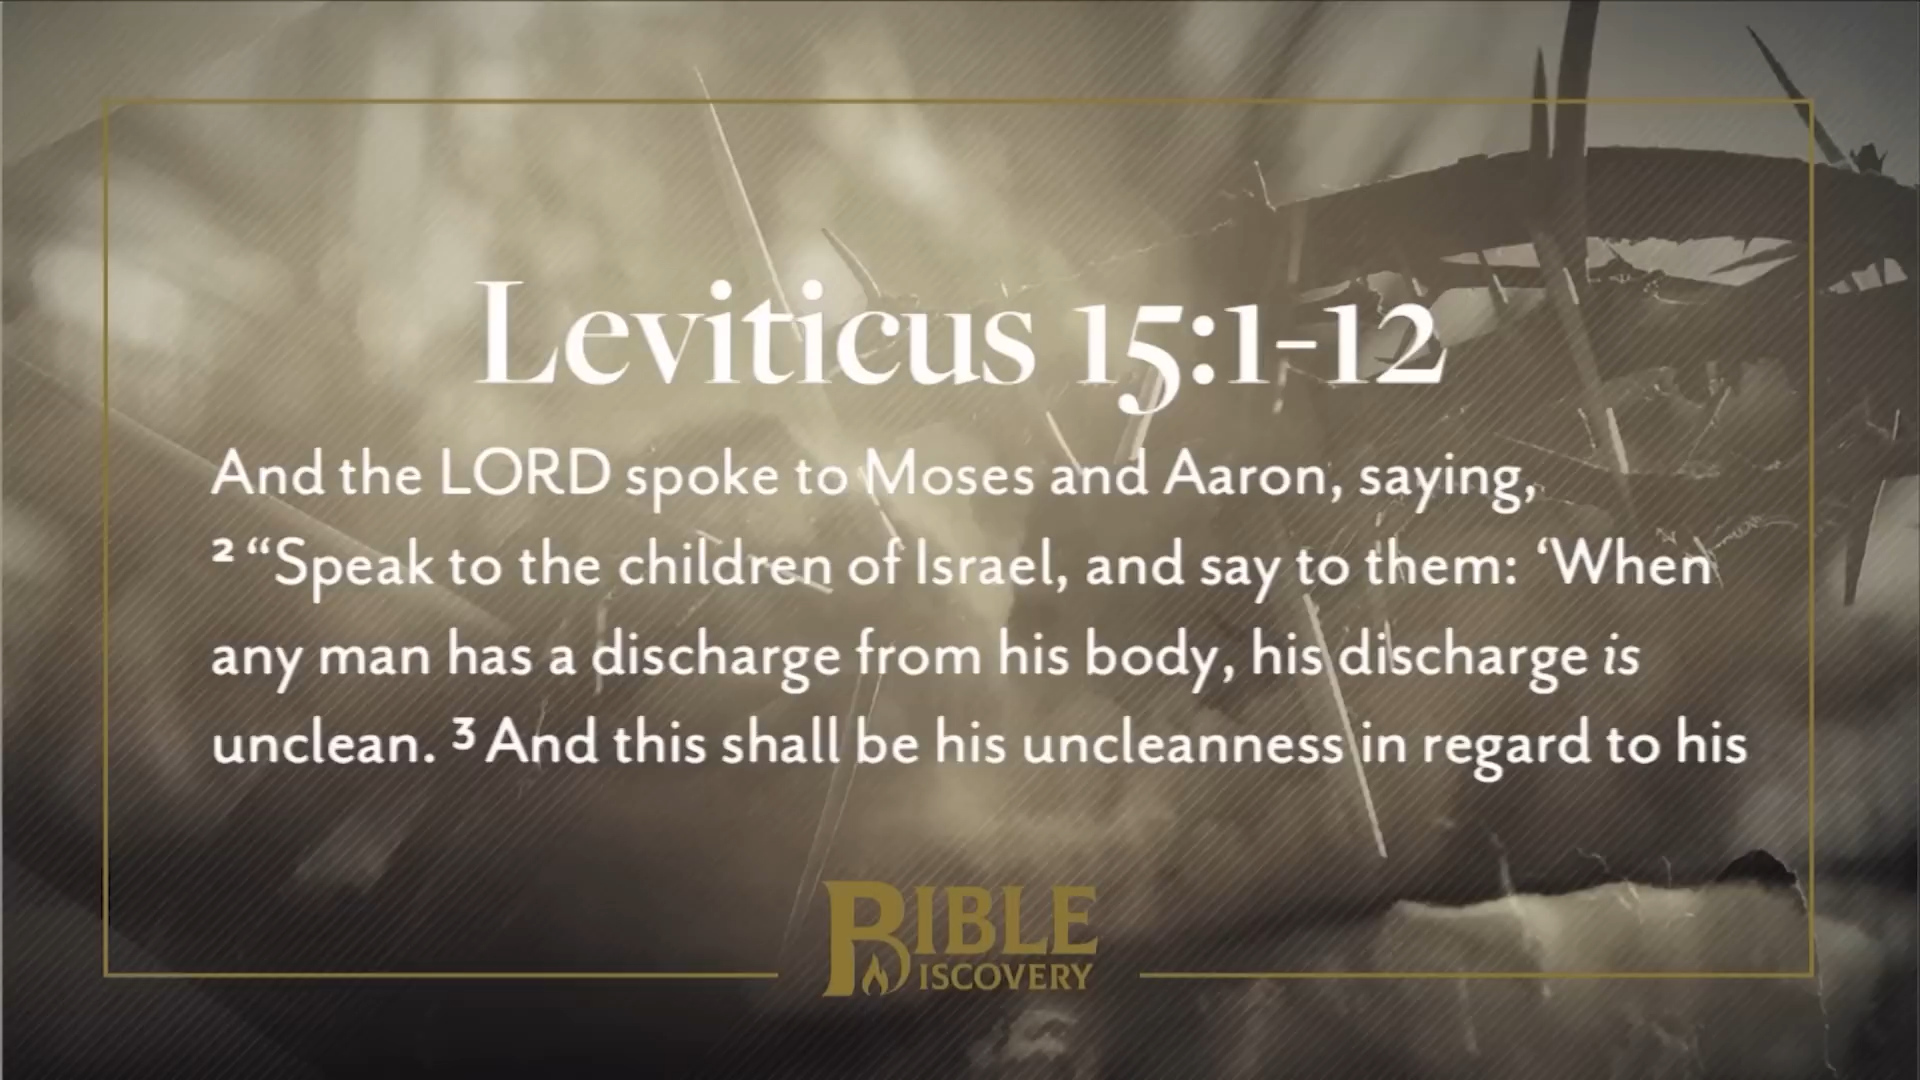 Leviticus 15:1-12
And the LORD spoke to Moses and Aaron, saying,
² “Speak to the children of Israel, and say to them: ‘When
any man has a discharge from his body, his discharge is
unclean. ³ And this shall be his uncleanness in regard to his
BIBLE
DISCOVERY